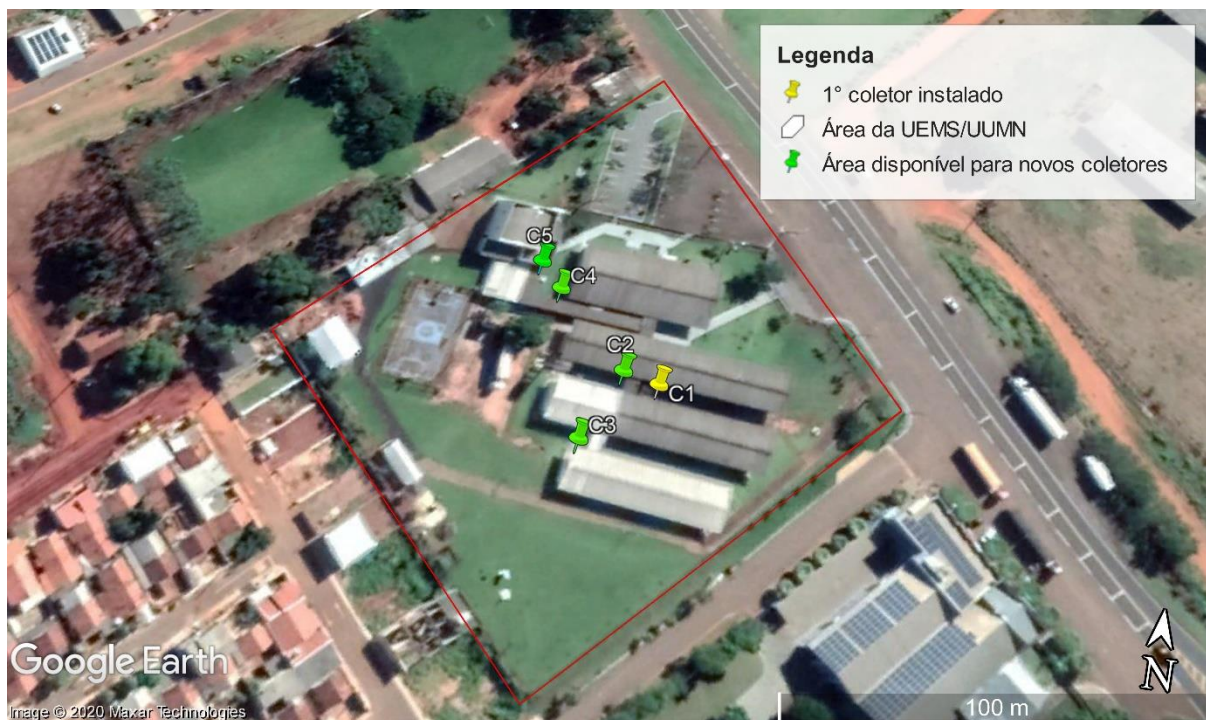 Legenda
1° coletor instalado
Área da UEMS/UUMN
Área disponível para novos coletores
C5
C4
C2
C1
C3
Google Earth
Image © 2020 Maxar Technologies
100 m
N